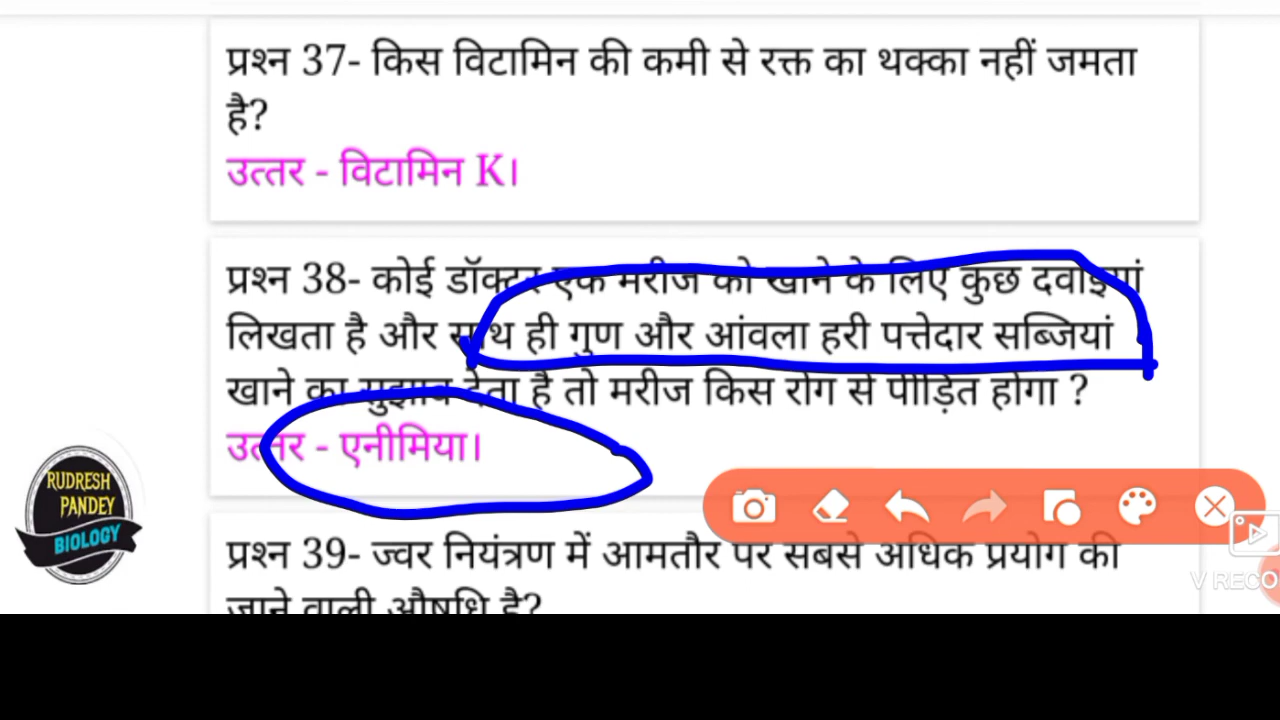 प्रश्न 37- किस विटामिन की कमी से रक्त का थक्का नहीं जमता
है?
उत्तर - विटामिन K।
प्रश्न 38- कोई डॉक्टर एक मरीज को खाने के लिए कुछ दवाइयां
लिखता है और साथ ही गुण और आंवला हरी पत्तेदार सब्जियां
खाने का सुझाव देता है तो मरीज किस रोग से पीड़ित होगा ?
उत्तर - एनीमिया।
RUDRESH
PANDEY
BIOLOGY
प्रश्न 39- ज्वर नियंत्रण में आमतौर पर सबसे अधिक प्रयोग की
जाने वाली औषधि है?
V RECO